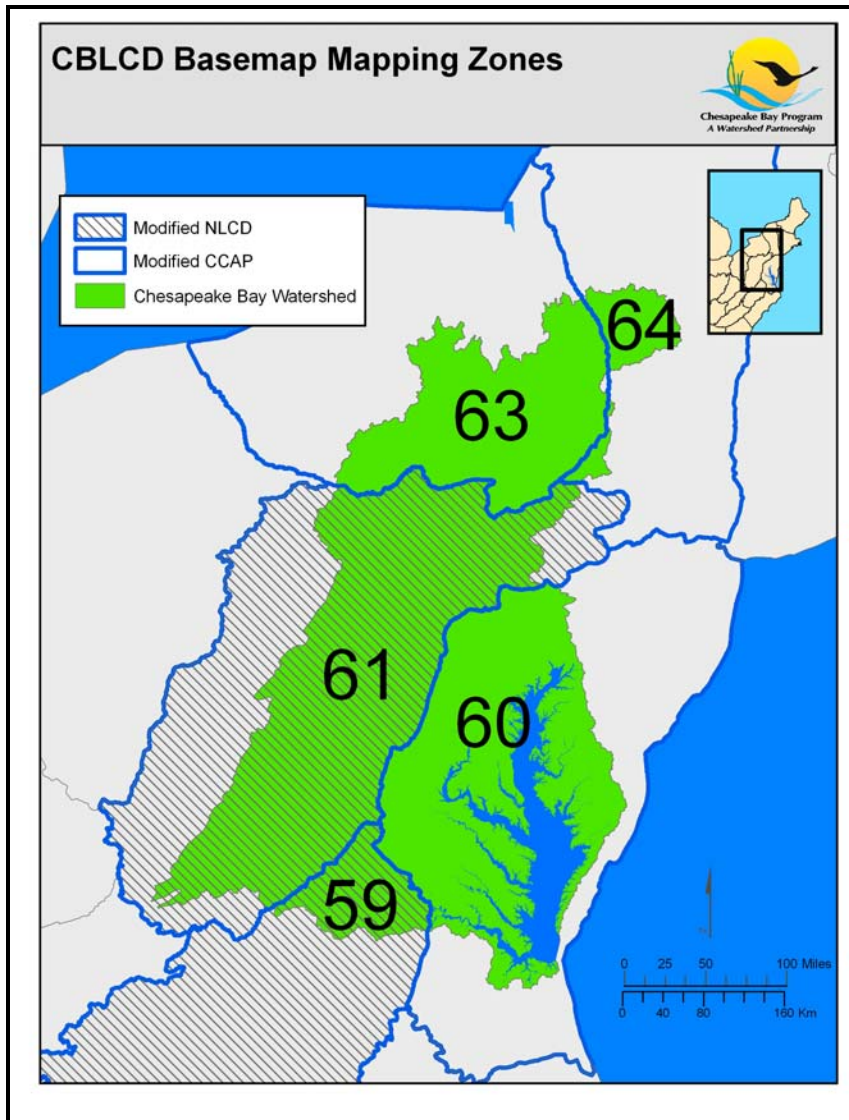 CBLCD Basemap Mapping Zones
Chesapeake Bay Program
A Watershed Partnership
Modified NLCD
Modified CCAP
Chesapeake Bay Watershed
64
63
61
60
59
0 25 50 100 Miles
0 40 80 160 Km